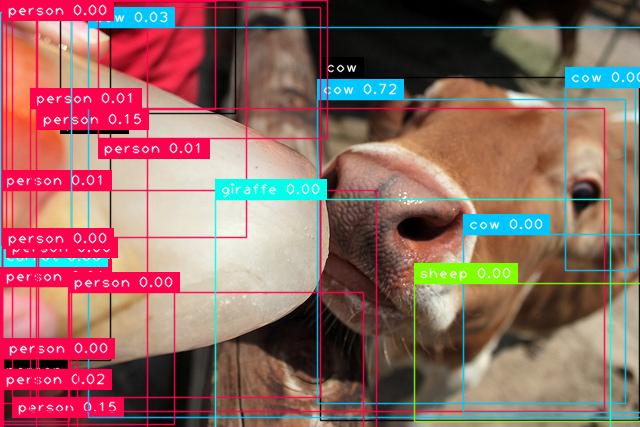 person 0.00
cow 0.03
cow
cow 0.00
cow 0.72
person 0.01
person 0.15
person 0.01
person 0.01
giraffe 0.00
cow 0.00
person 0.00
person 0.00
sheep 0.00
person 0.00
person 0.00
person 0.02
person 0.15